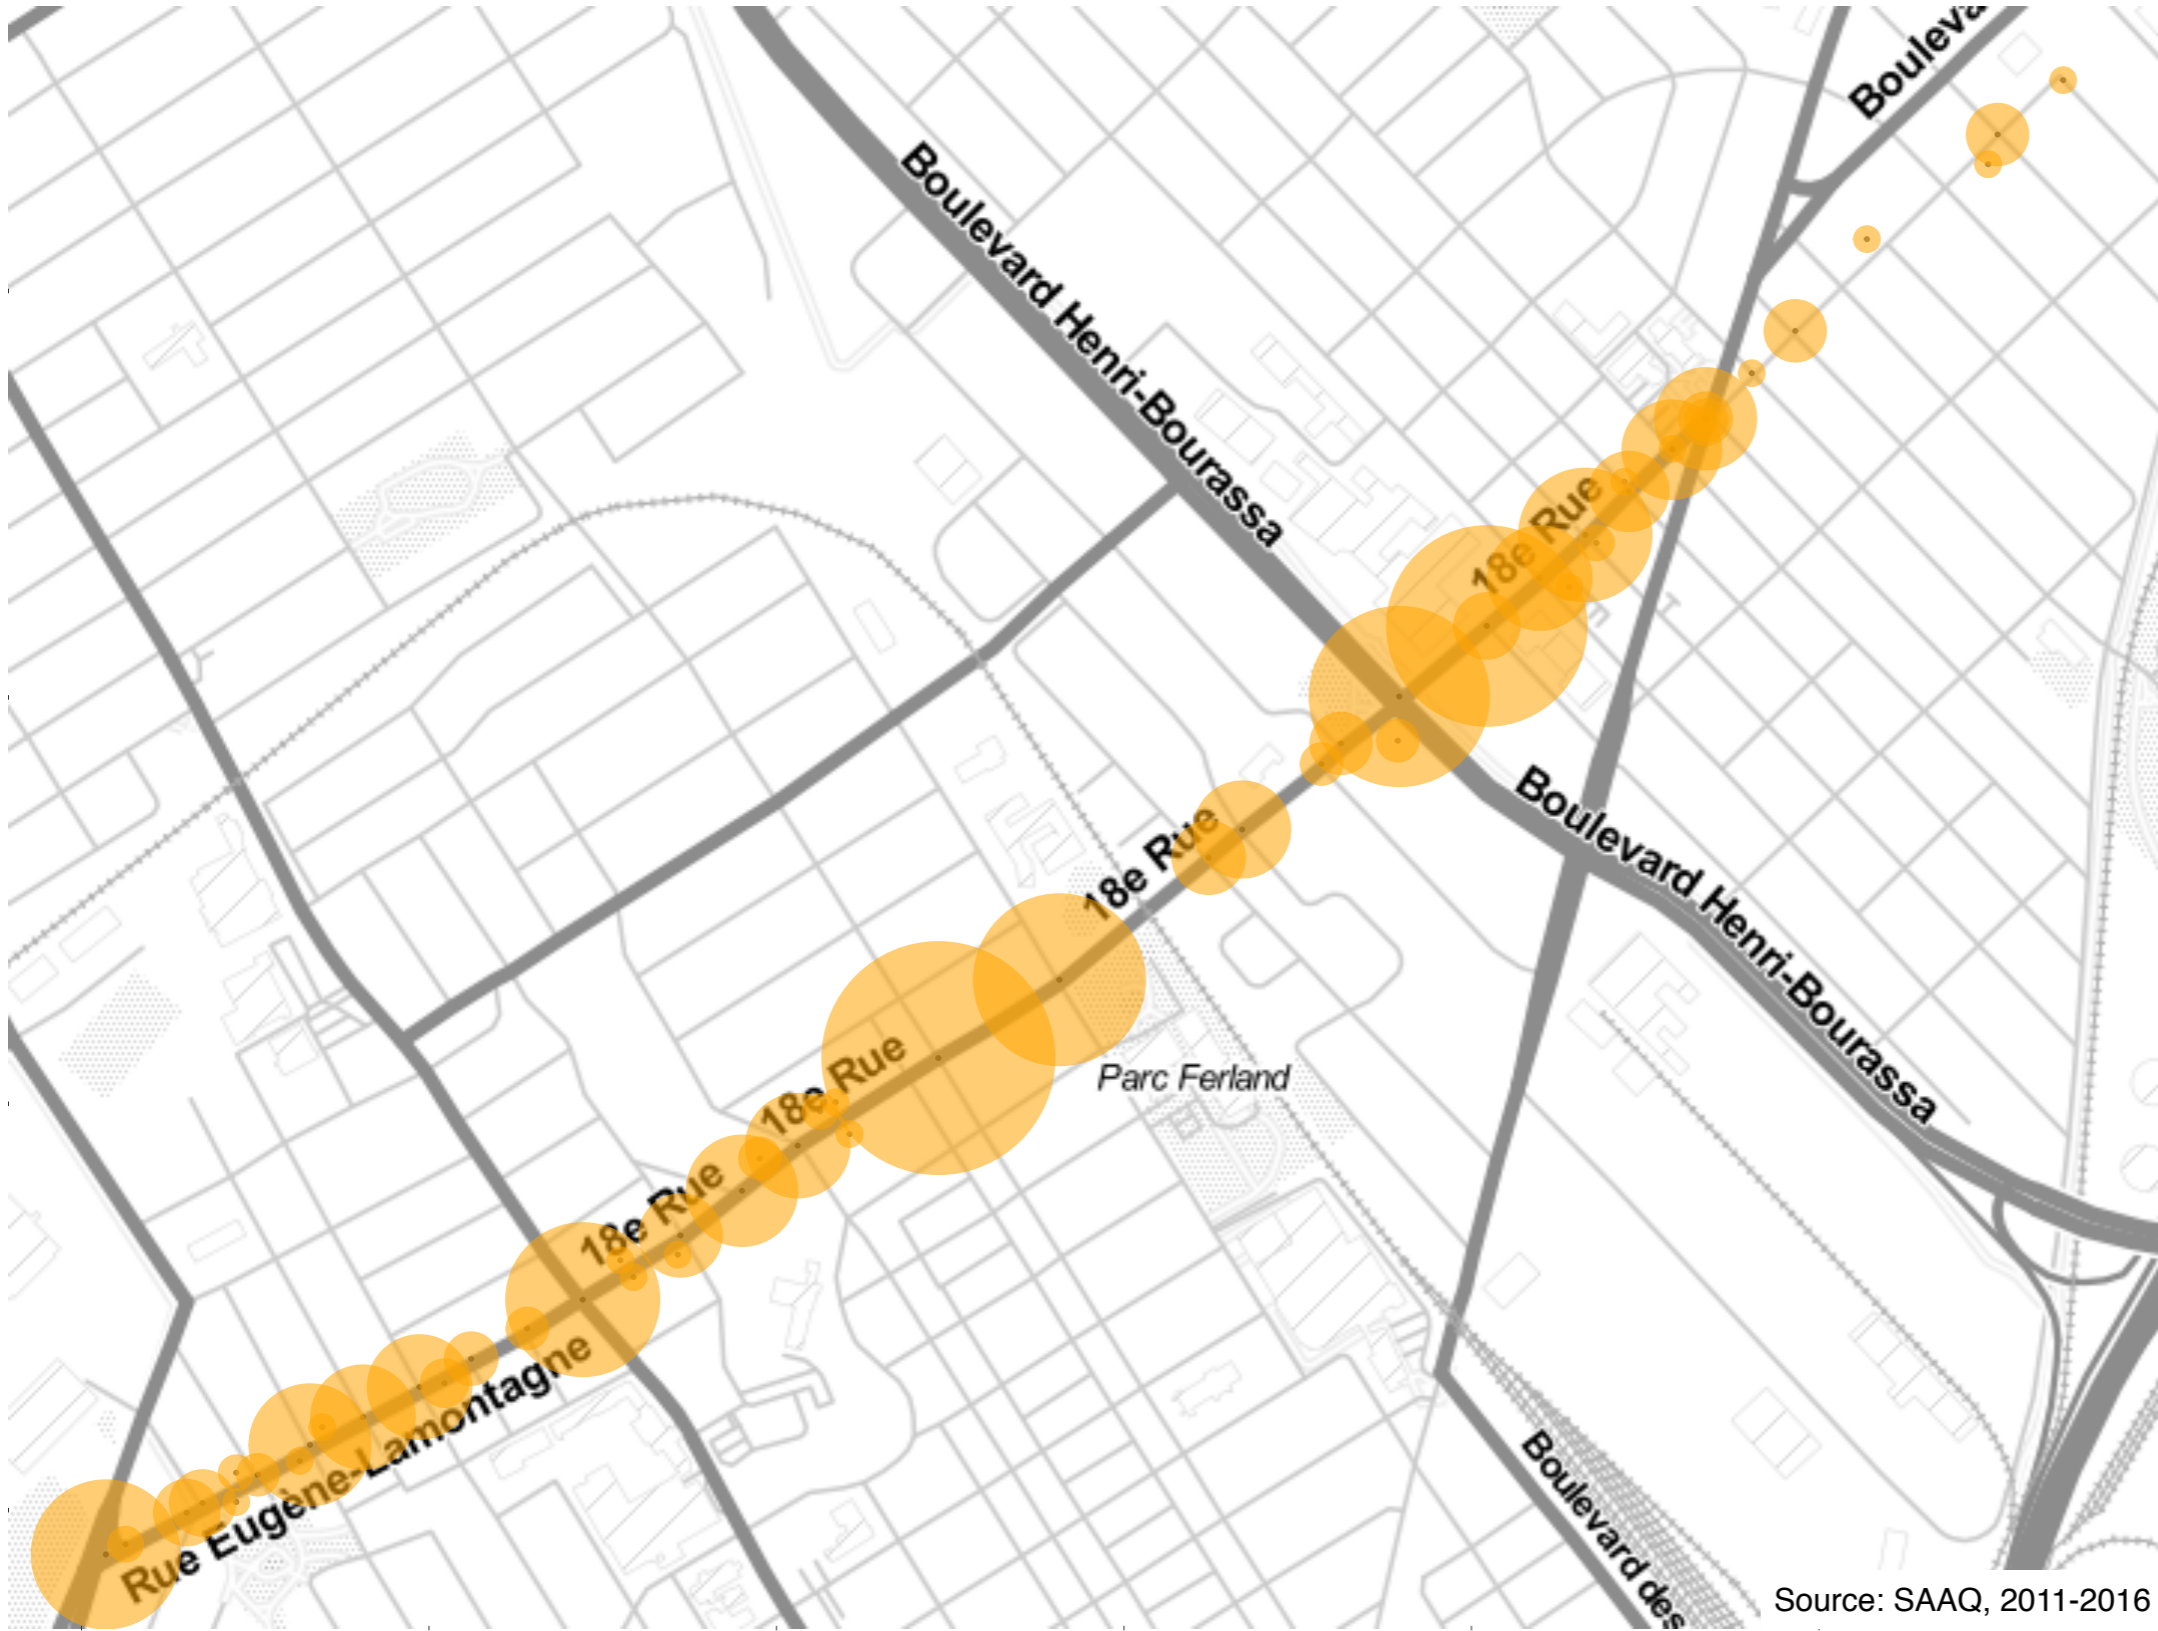 Bouleva
Boulevard Henri-Bourassa
18e Rue
18e Rue
Boulevard Henri-Bourassa
18e Rue
Parc Ferland
18e Rue
Rue Eugène-Lamontagne
Boulevard des
Source: SAAQ, 2011-2016